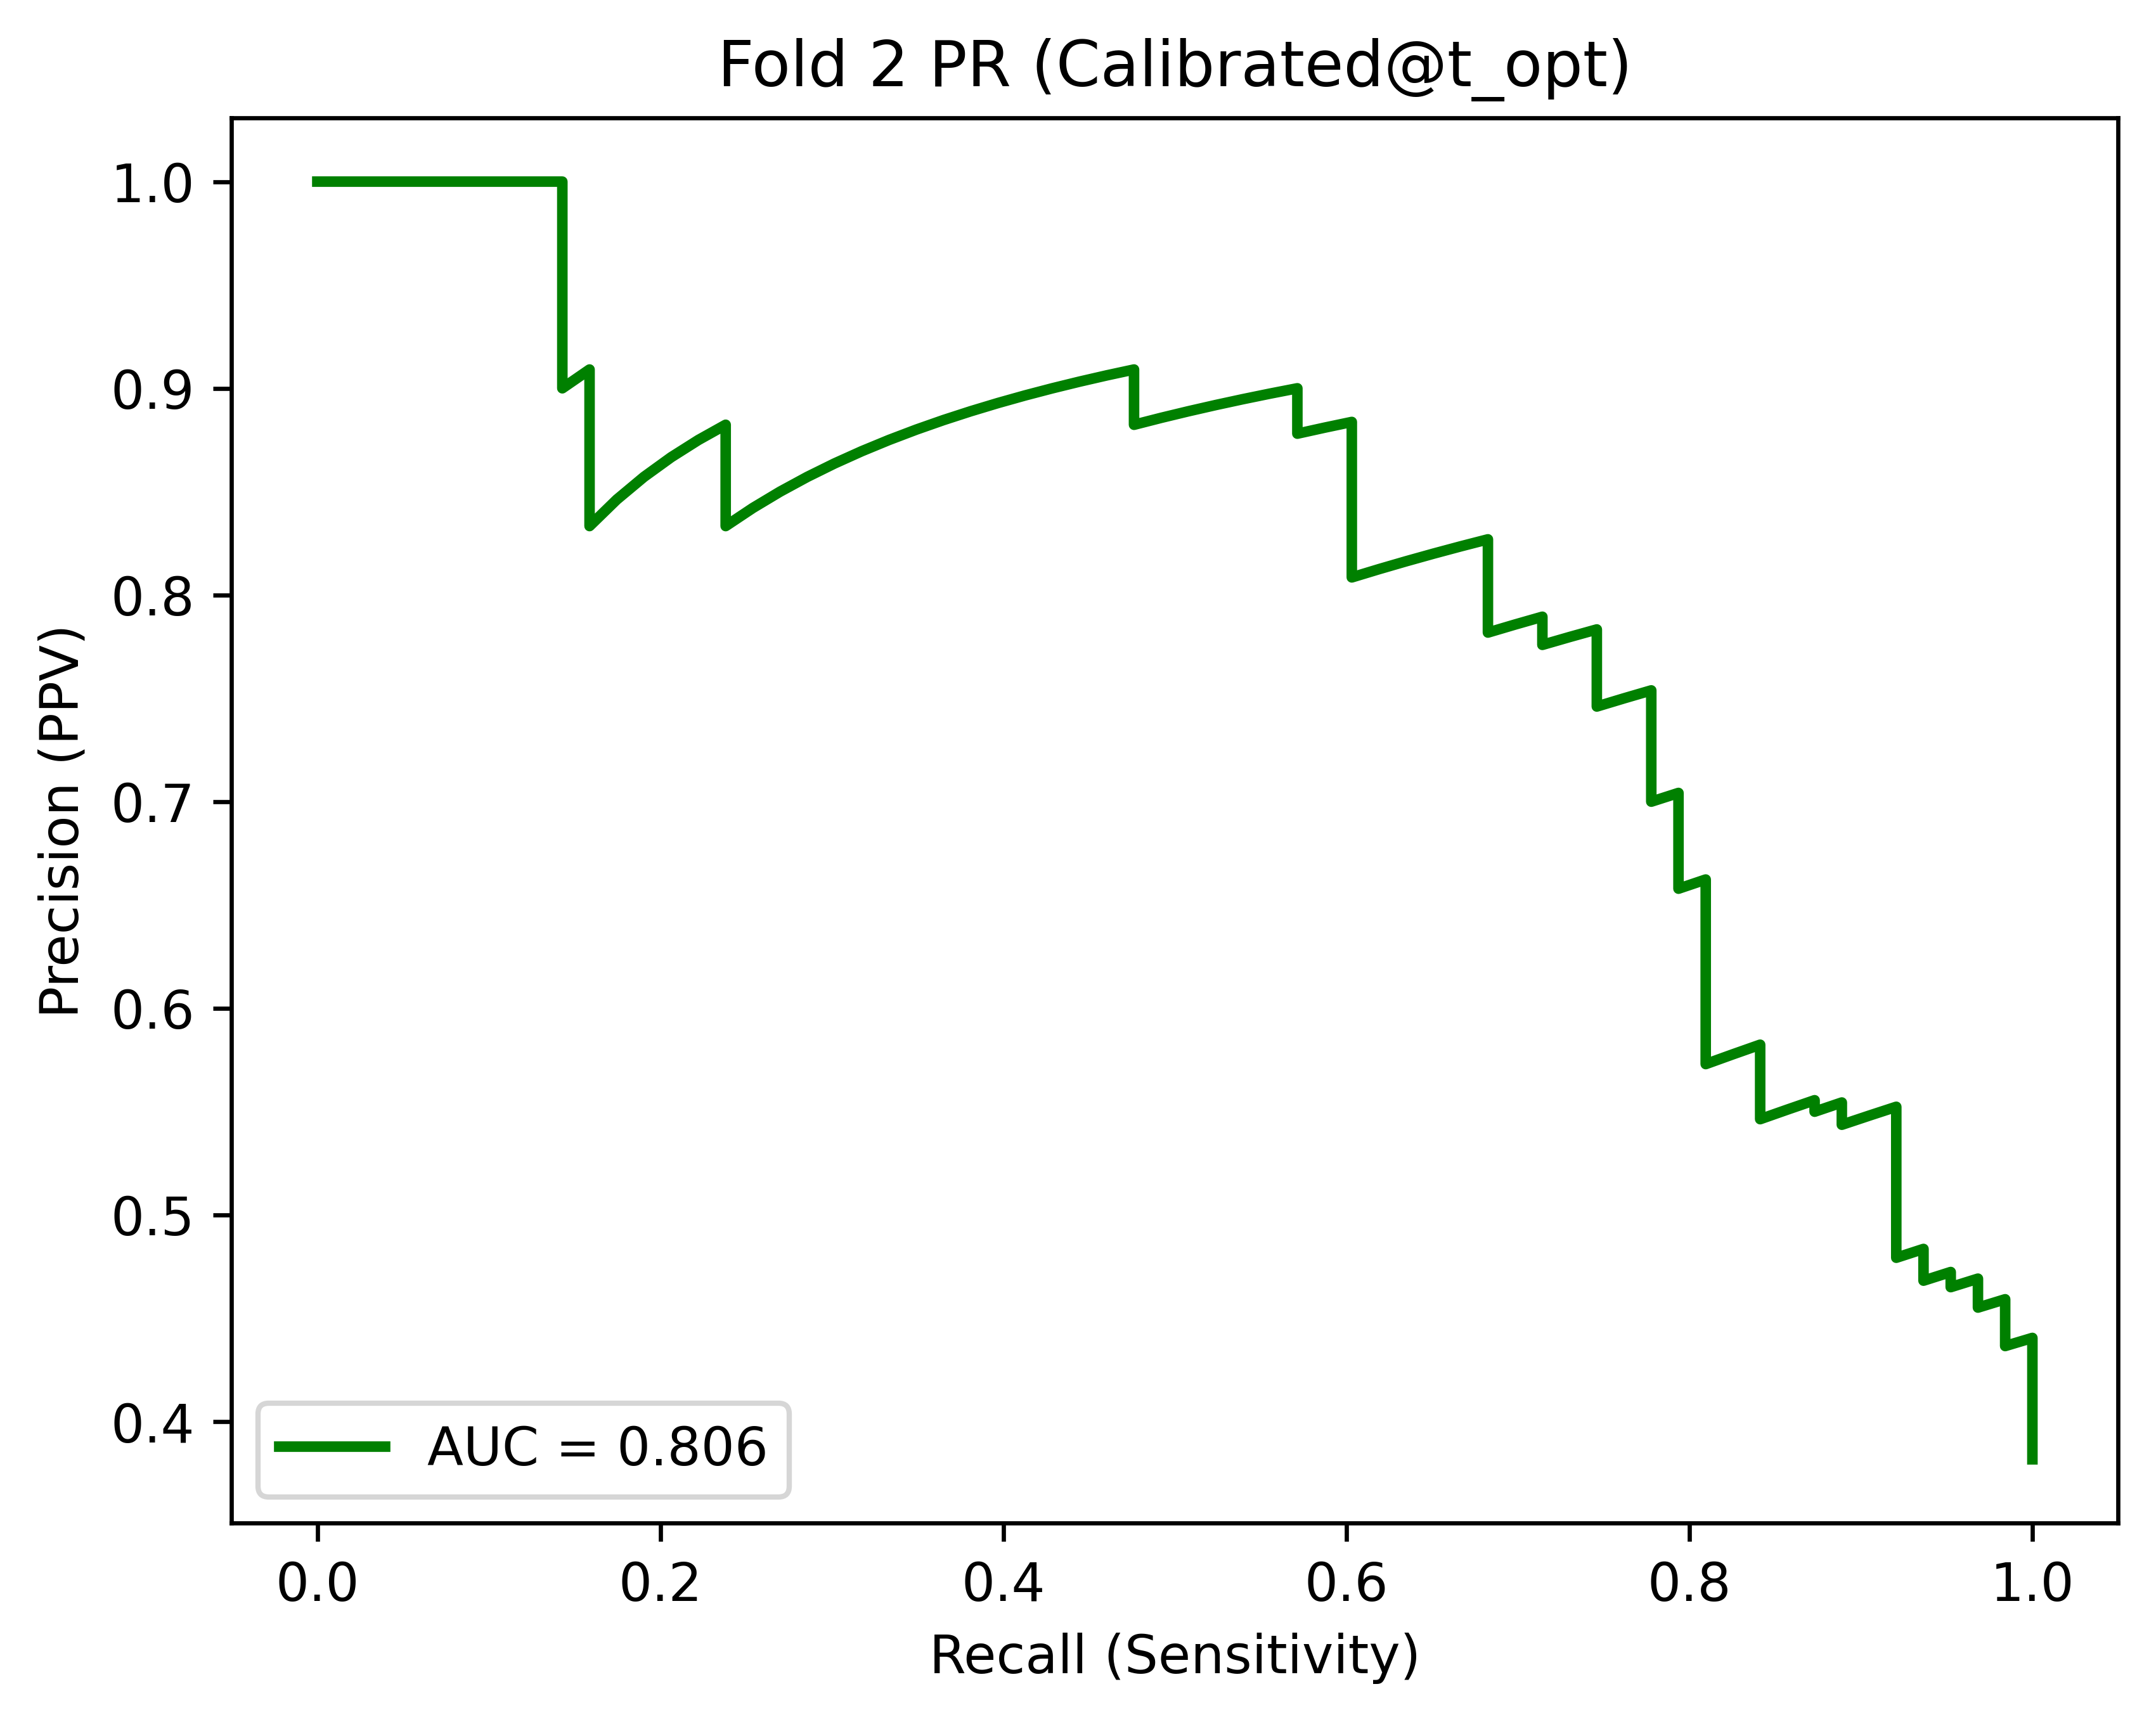 Fold 2 PR (Calibrated@t_opt)
Precision (PPV)
1.0
0.9
0.8
0.7
0.6
0.5
0.4
AUC = 0.806
0.0 0.2 0.4 0.6 0.8 1.0
Recall (Sensitivity)